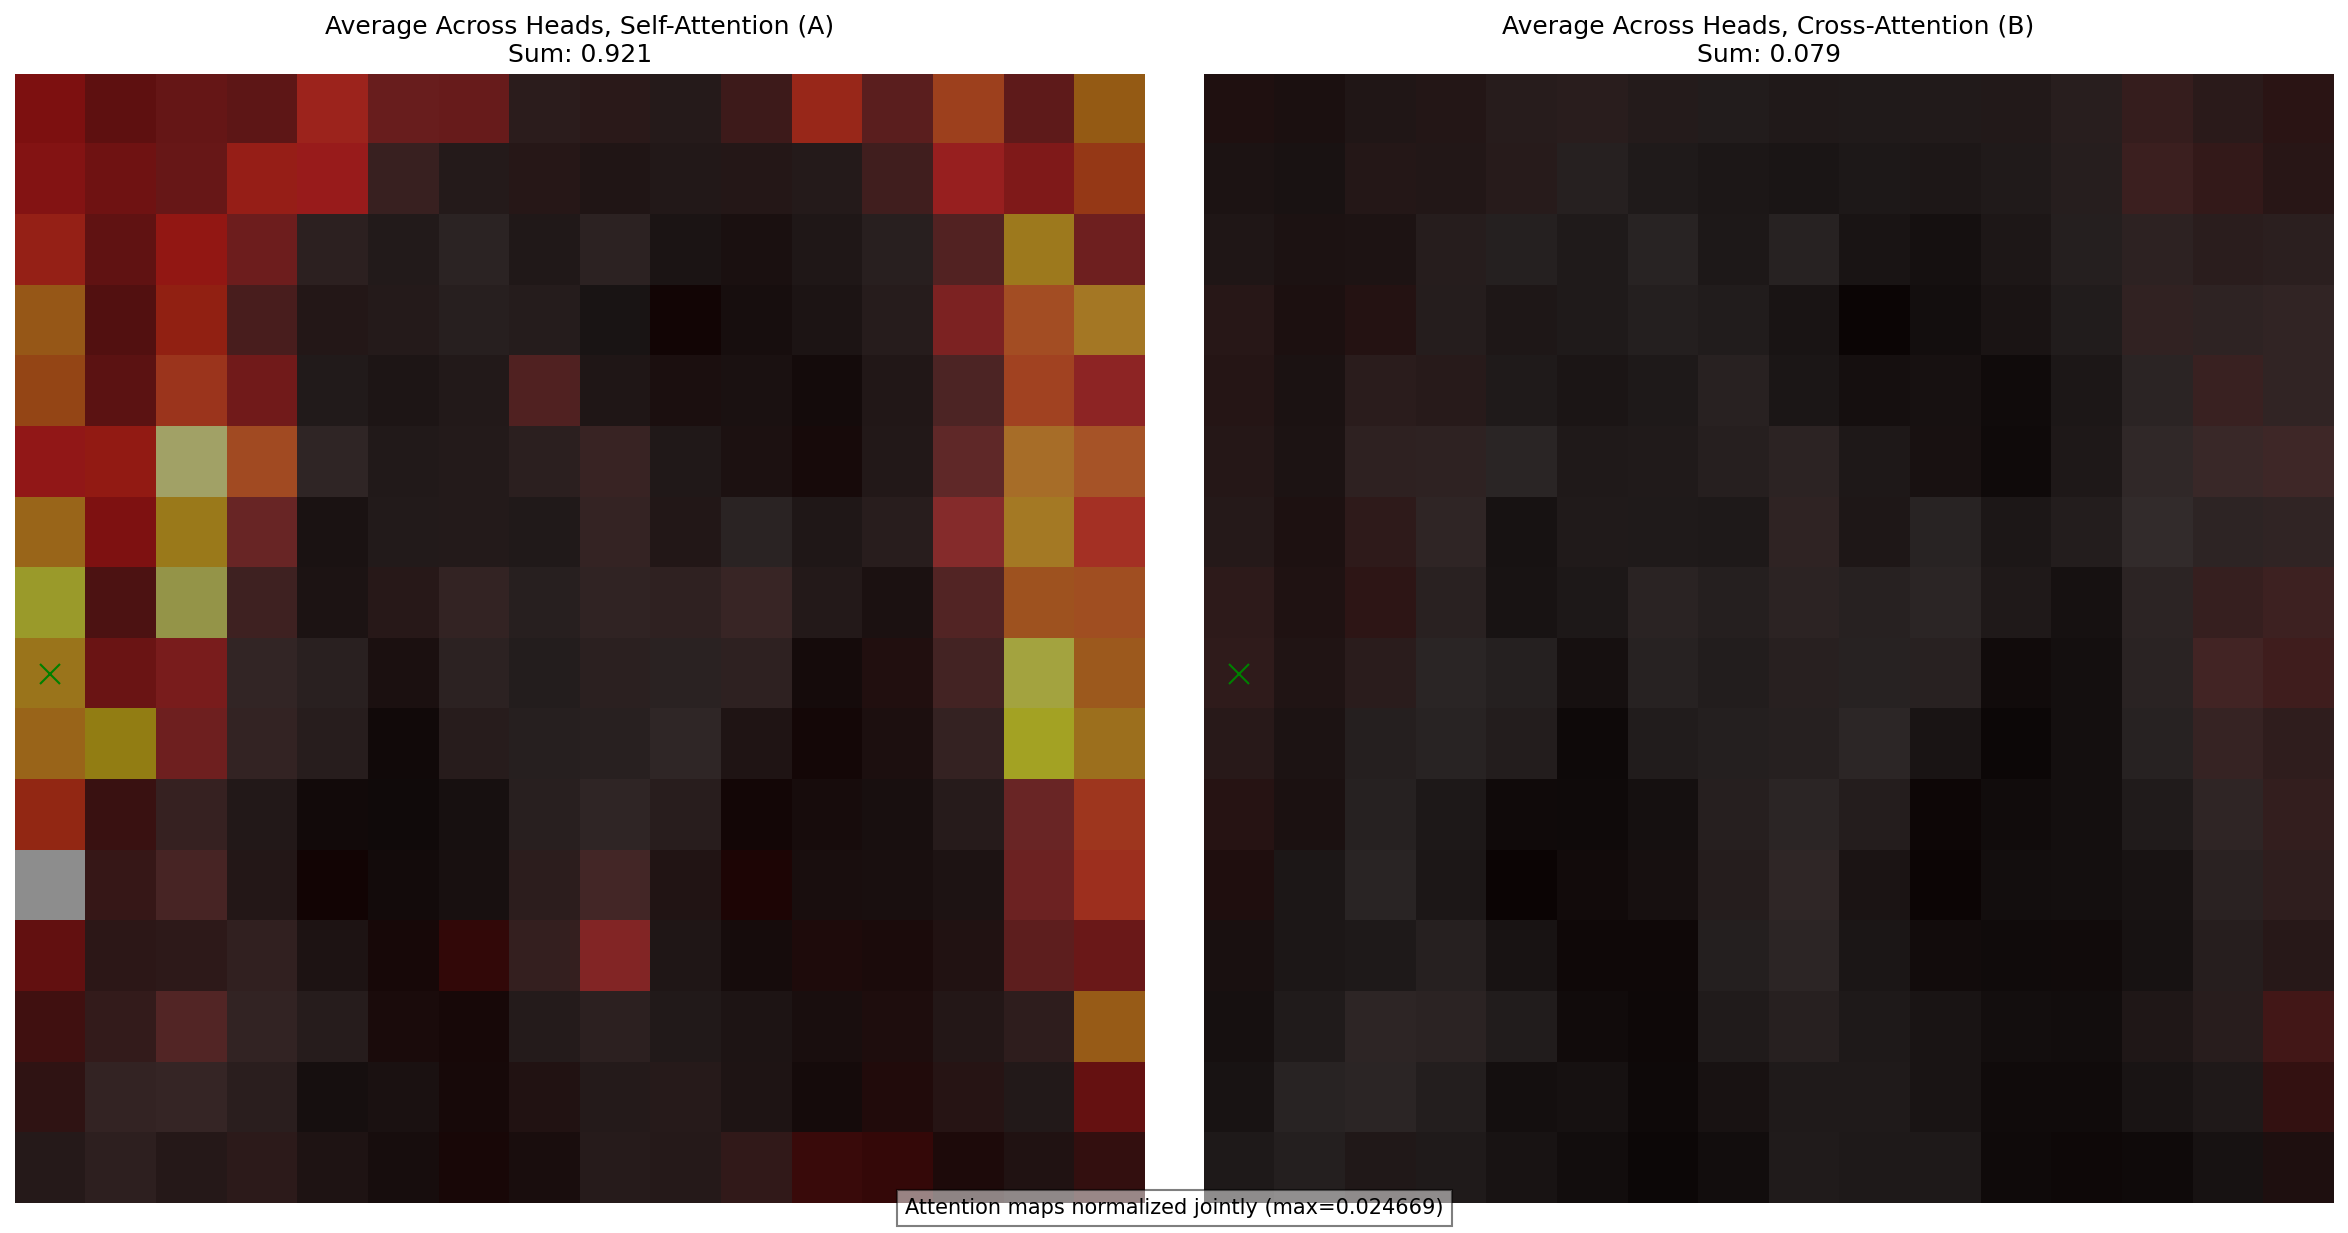 Average Across Heads, Self-Attention (A)
Sum: 0.921
Average Across Heads, Cross-Attention (B)
Sum: 0.079
Attention maps normalized jointly (max=0.024669)